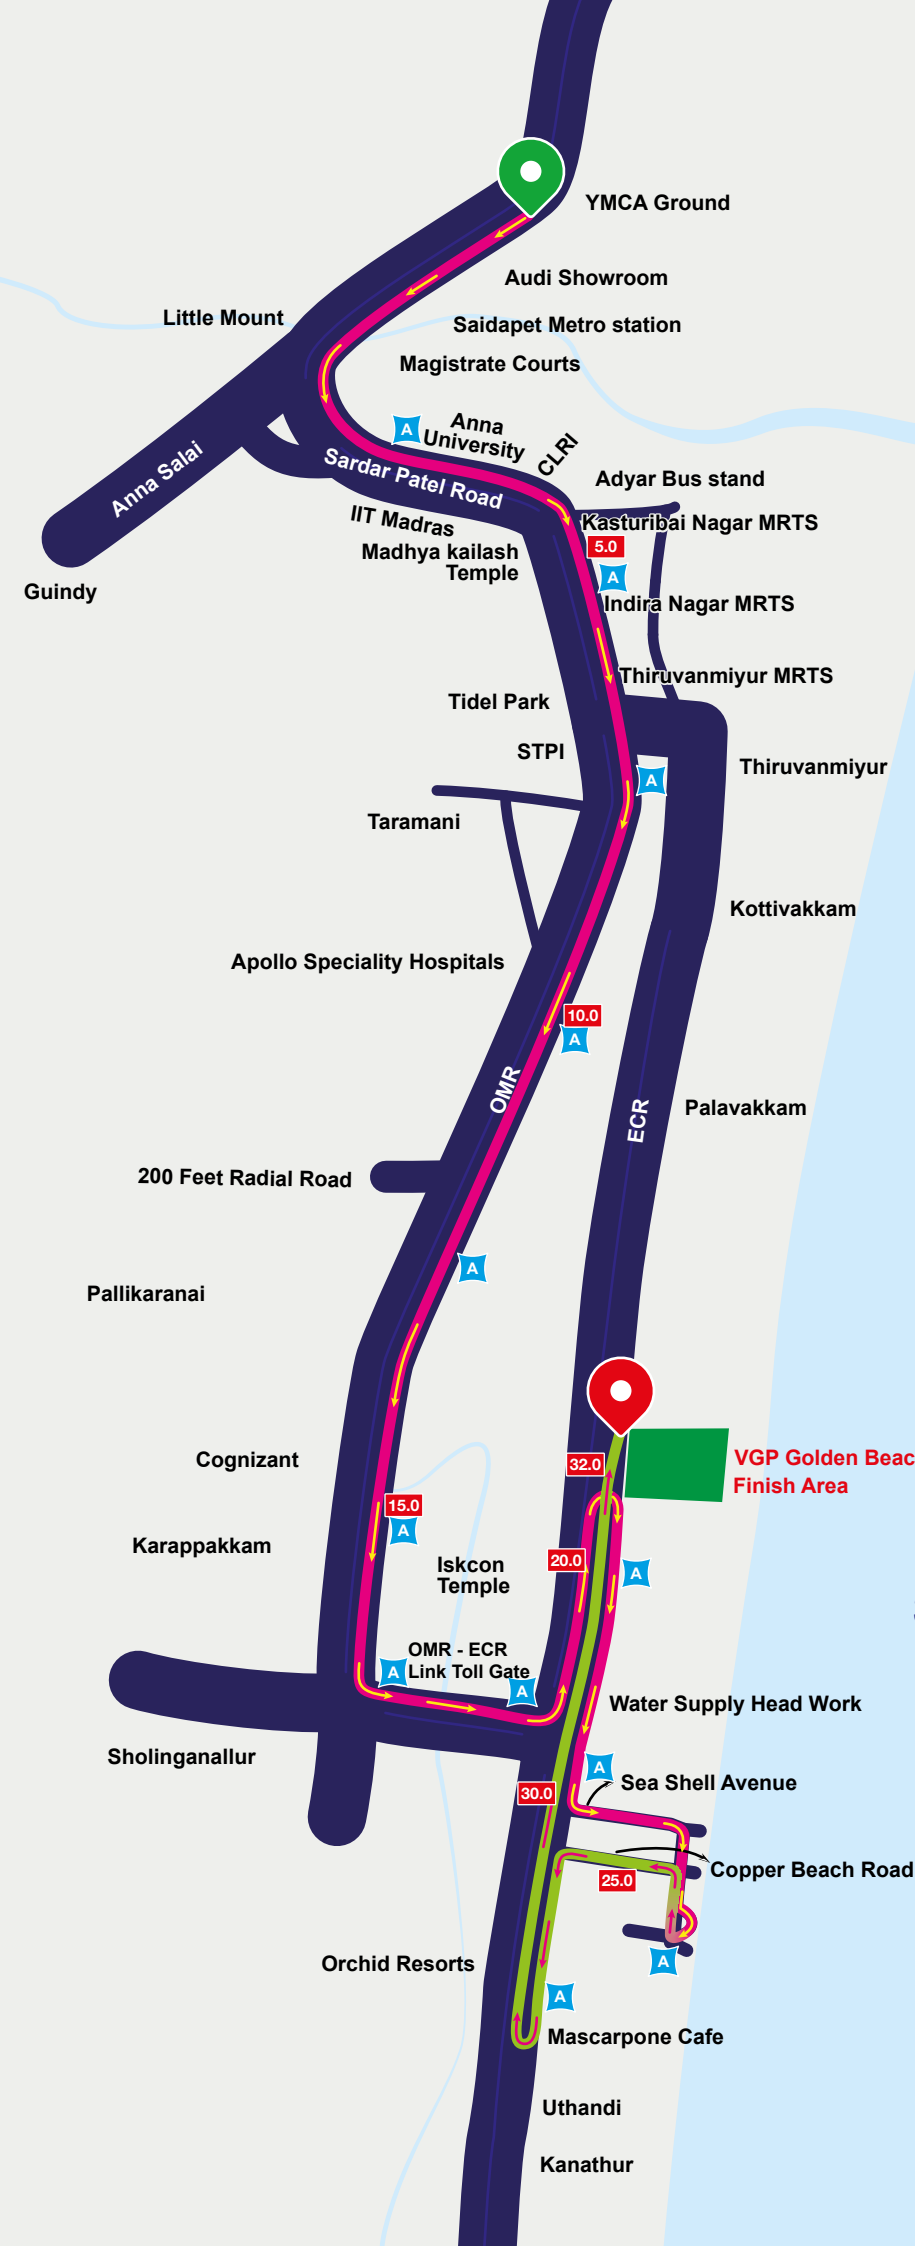 YMCA Ground
Audi Showroom
Little Mount
Saidapet Metro station
Magistrate Courts
A
Anna
University
CLRI
Anna Salai
Sardar Patel Road
Adyar Bus stand
IIT Madras
Kasturibai Nagar MRTS
Madhya kailash
Temple
5.0
A
Guindy
Indira Nagar MRTS
Thiruvanmiyur MRTS
Tidel Park
STPI
Thiruvanmiyur
A
Taramani
Kottivakkam
Apollo Speciality Hospitals
10.0
A
OMR
ECR
Palavakkam
200 Feet Radial Road
A
Pallikaranai
Cognizant
32.0
VGP Golden Beac
Finish Area
15.0
A
Karappakkam
20.0
A
Iskcon
Temple
OMR - ECR
A
Link Toll Gate
A
Water Supply Head Work
Sholinganallur
A
Sea Shell Avenue
30.0
Copper Beach Road
25.0
Orchid Resorts
A
A
Mascarpone Cafe
Uthandi
Kanathur